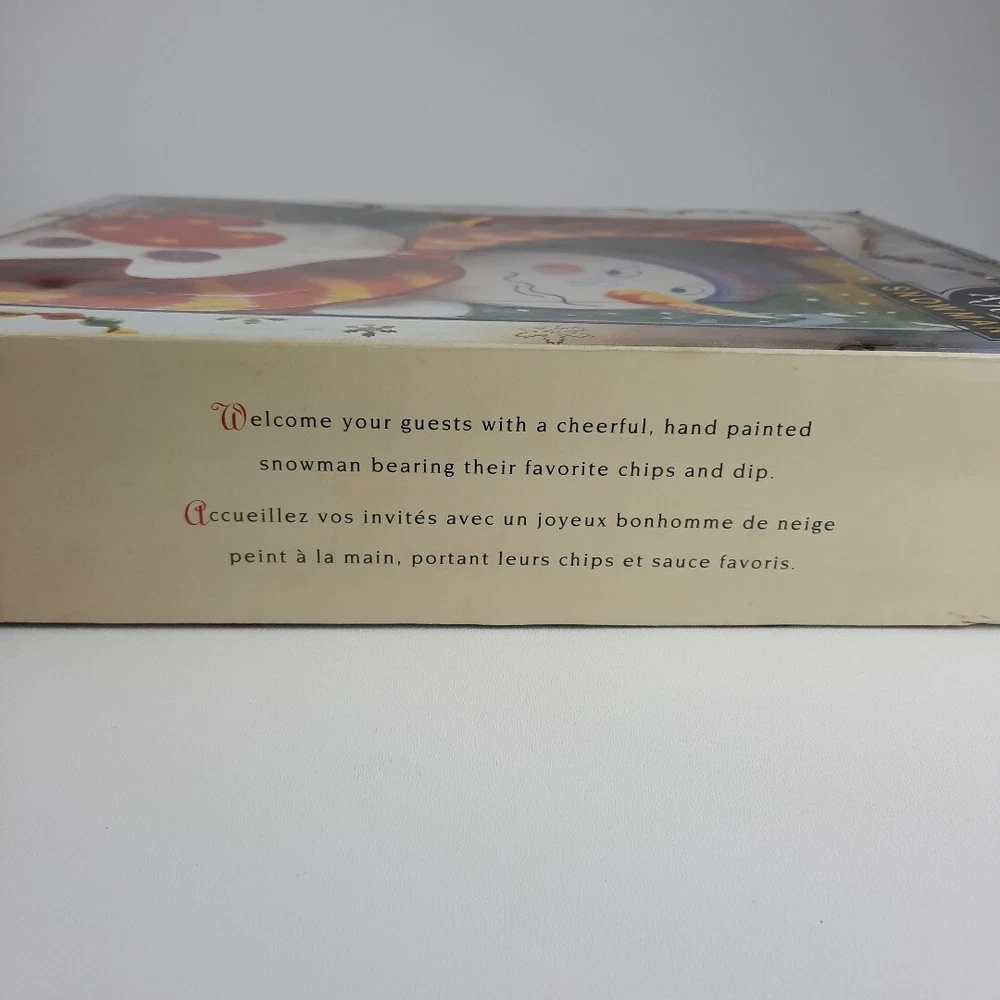 SNOWMAN
Welcome your guests with a cheerful, hand painted
snowman bearing their favorite chips and dip.
Accueillez vos invités avec un joyeux bonhomme de neige
peint à la main, portant leurs chips et sauce favoris.